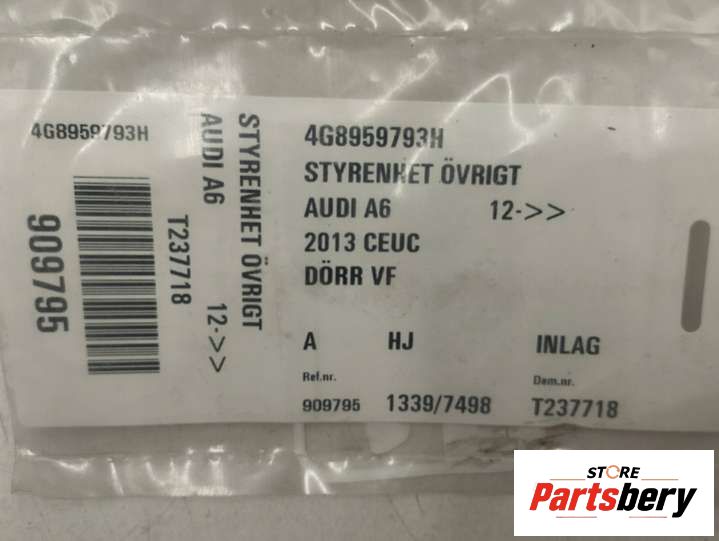 4G8959793H
909795
T237718
AUDI A6 12->>
STYRENHET ÖVRIGT
4G8959793H
STYRENHET ÖVRIGT
AUDI A6 12->>
2013 CEUC
DÖRR VF
A HJ INLAG
Ref.nr. Dem.nr.
909795 1339/7498 T237718
STORE
Partsbery